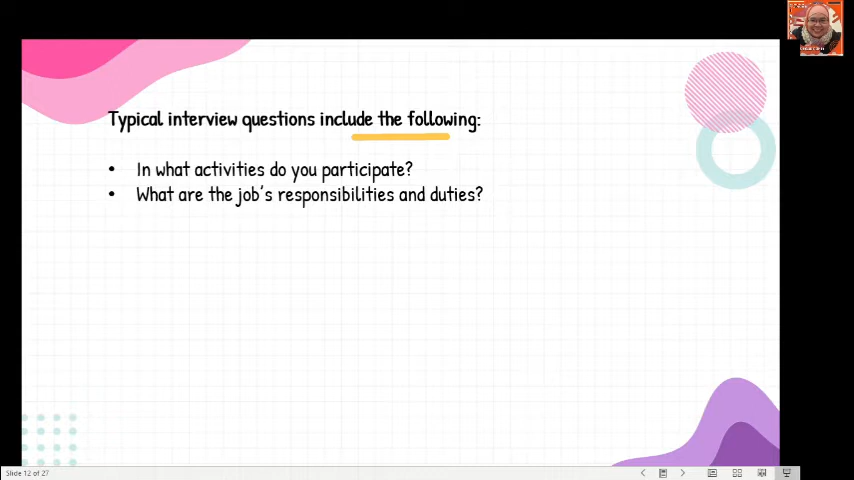 Typical interview questions include the following:
• In what activities do you participate?
• What are the job's responsibilities and duties?
Slide 12 of 27